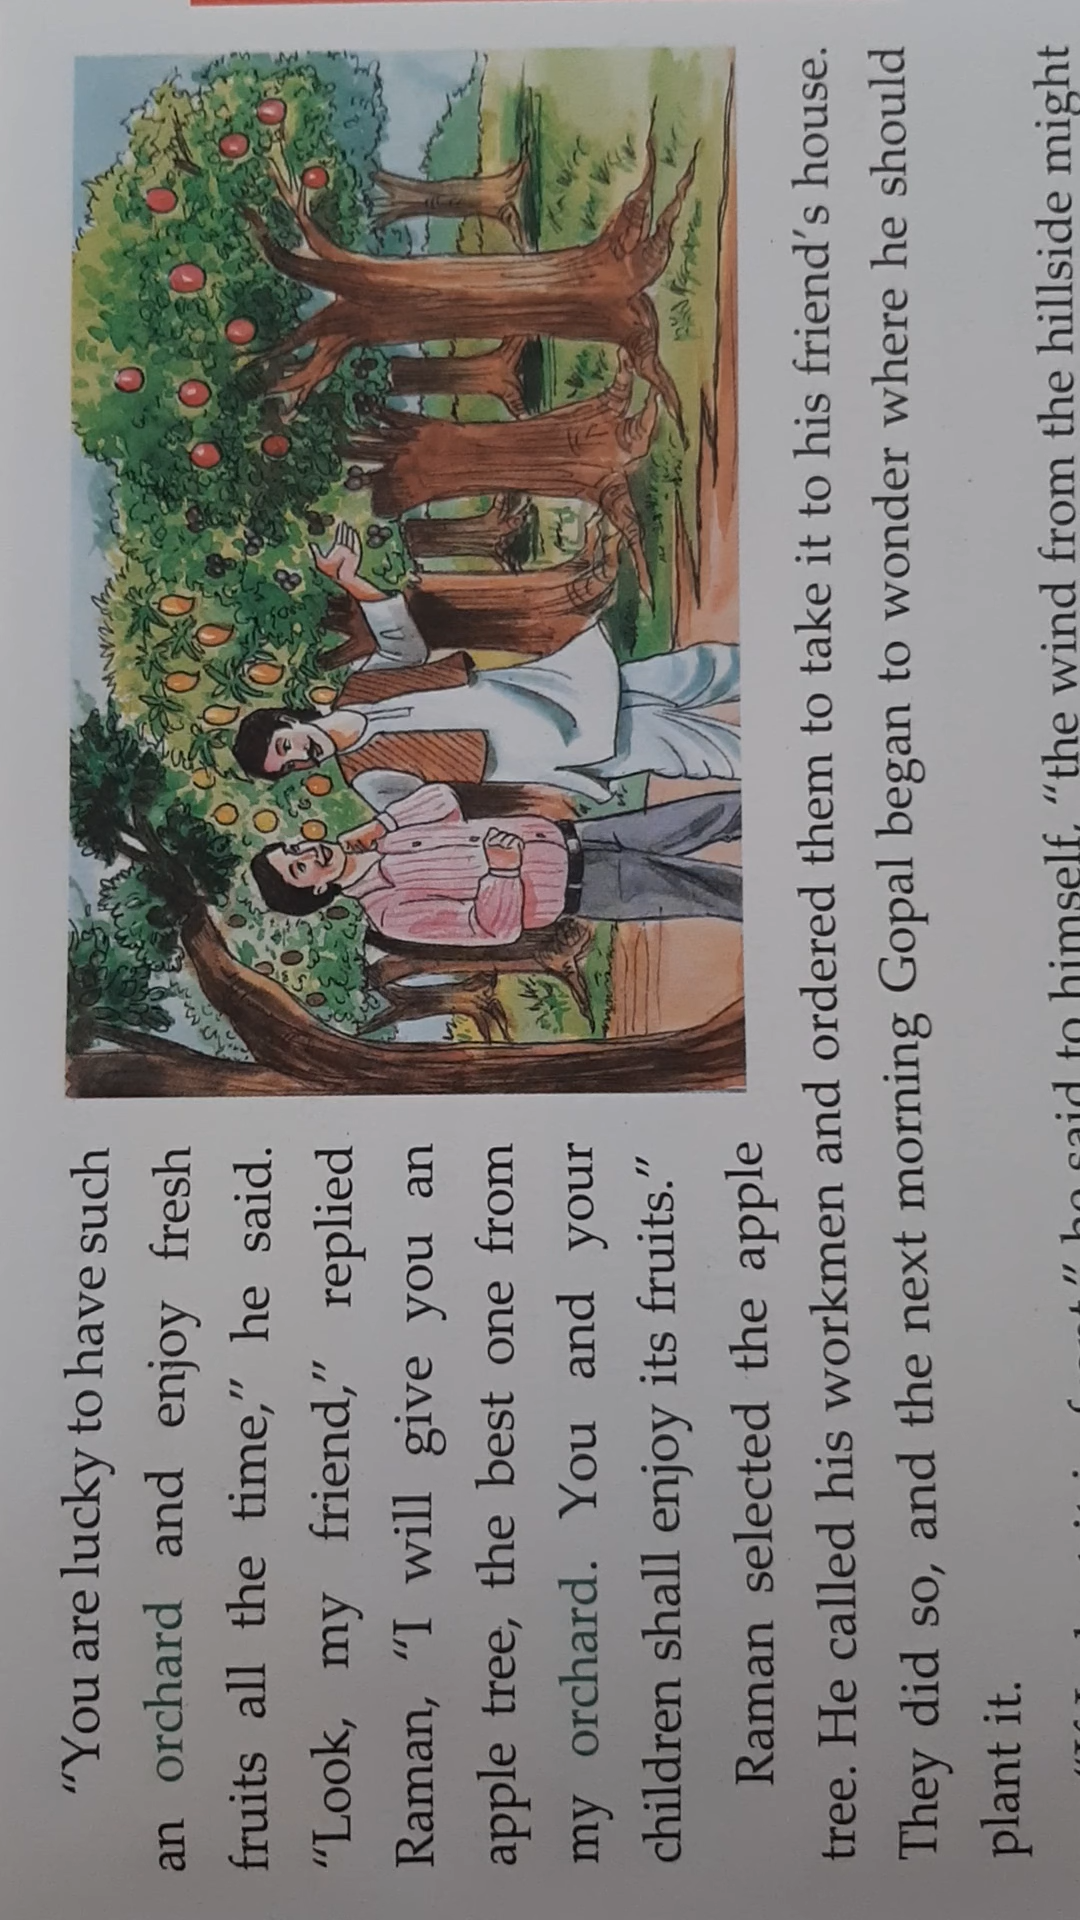 “You are lucky to have such
an orchard and enjoy fresh
fruits all the time,” he said.
“Look, my friend,” replied
Raman, “I will give you an
apple tree, the best one from
my orchard. You and your
children shall enjoy its fruits.”
Raman selected the apple
tree. He called his workmen and ordered them to take it to his friend’s house.
They did so, and the next morning Gopal began to wonder where he should
plant it.
he said to himself, “the wind from the hillside might